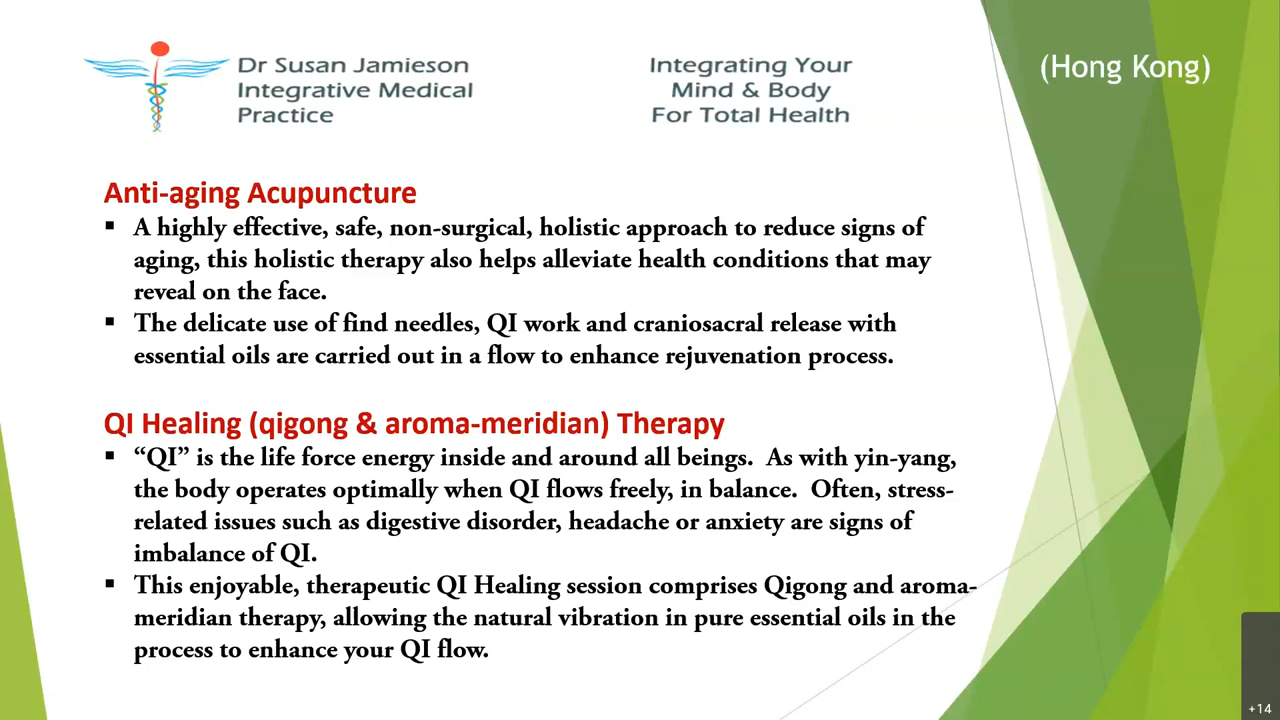 Dr Susan Jamieson
Integrative Medical
Practice
Integrating Your
Mind & Body
For Total Health
(Hong Kong)
Anti-aging Acupuncture
▪ A highly effective, safe, non-surgical, holistic approach to reduce signs of
aging, this holistic therapy also helps alleviate health conditions that may
reveal on the face.
▪ The delicate use of find needles, QI work and craniosacral release with
essential oils are carried out in a flow to enhance rejuvenation process.
QI Healing (qigong & aroma-meridian) Therapy
▪ “QI” is the life force energy inside and around all beings.  As with yin-yang,
the body operates optimally when QI flows freely, in balance.  Often, stress-
related issues such as digestive disorder, headache or anxiety are signs of
imbalance of QI.
▪ This enjoyable, therapeutic QI Healing session comprises Qigong and aroma-
meridian therapy, allowing the natural vibration in pure essential oils in the
process to enhance your QI flow.
+14